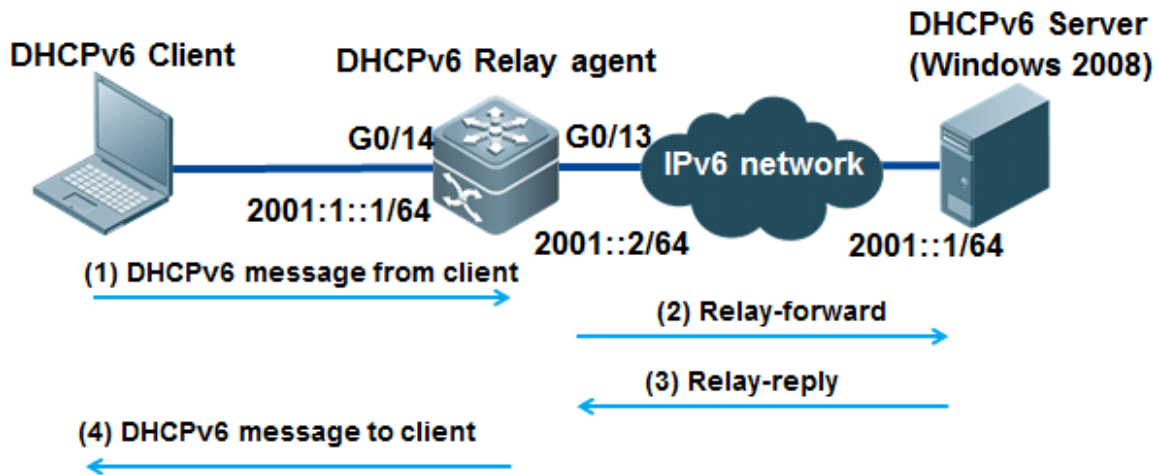 DHCPv6 Client
DHCPv6 Relay agent
DHCPv6 Server
(Windows 2008)
G0/14
G0/13
IPv6 network
2001:1::1/64
2001::2/64
2001::1/64
(1) DHCPv6 message from client
(2) Relay-forward
(3) Relay-reply
(4) DHCPv6 message to client